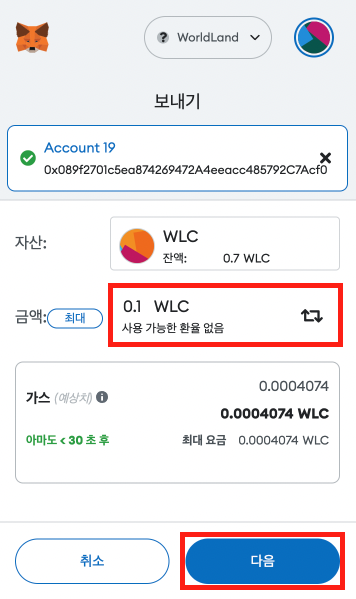 WorldLand
보내기
Account 19
0x089f2701c5ea874269472A4eeacc485792C7Acf0
자산:
WLC
잔액: 0.7 WLC
금액:
최대
0.1 WLC
사용 가능한 환율 없음
0.0004074
가스 (예상치)
0.0004074 WLC
아마도 < 30 초 후
최대 요금 0.0004074 WLC
취소
다음